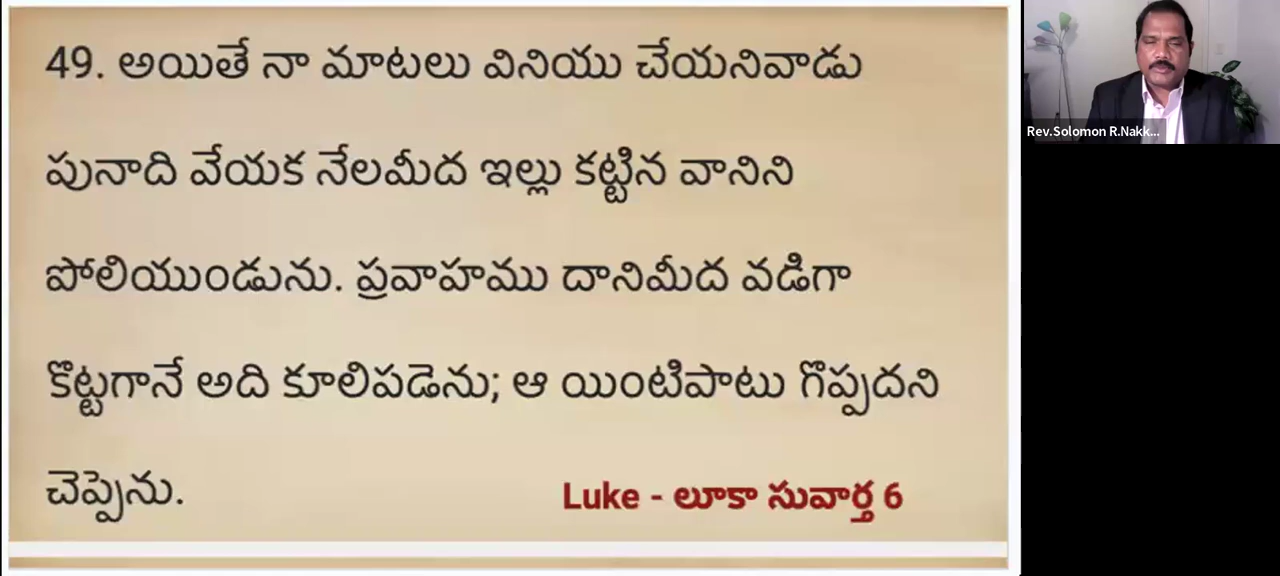 49. అయితే నా మాటలు వినియు చేయనివాడు
పునాది వేయక నేలమీద ఇల్లు కట్టిన వానిని
పోలియుండును. ప్రవాహము దానిమీద వడిగా
కొట్టగానే అది కూలిపడెను; ఆ యింటిపాటు గొప్పదని
చెప్పెను.
Luke - లూకా సువార్త 6
Rev.Solomon R.Nakk...